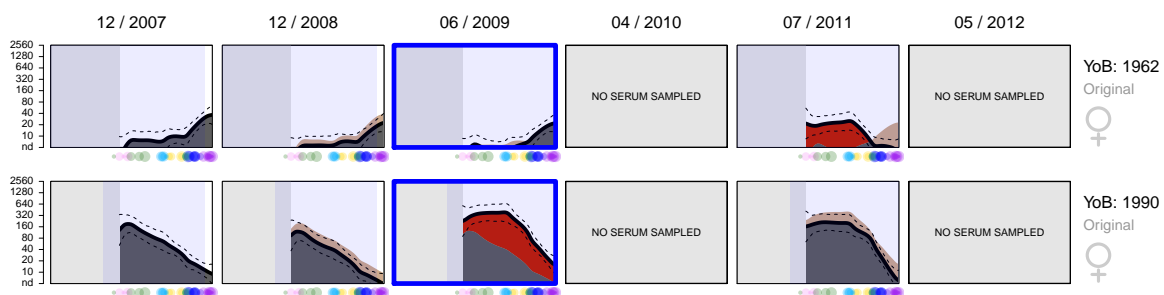 12 / 2007 12 / 2008 06 / 2009 04 / 2010 07 / 2011 05 / 2012
2560
1280
640
320
160
80
40
20
10
nd
NO SERUM SAMPLED
NO SERUM SAMPLED
YoB: 1962
Original
2560
1280
640
320
160
80
40
20
10
nd
NO SERUM SAMPLED
NO SERUM SAMPLED
YoB: 1990
Original